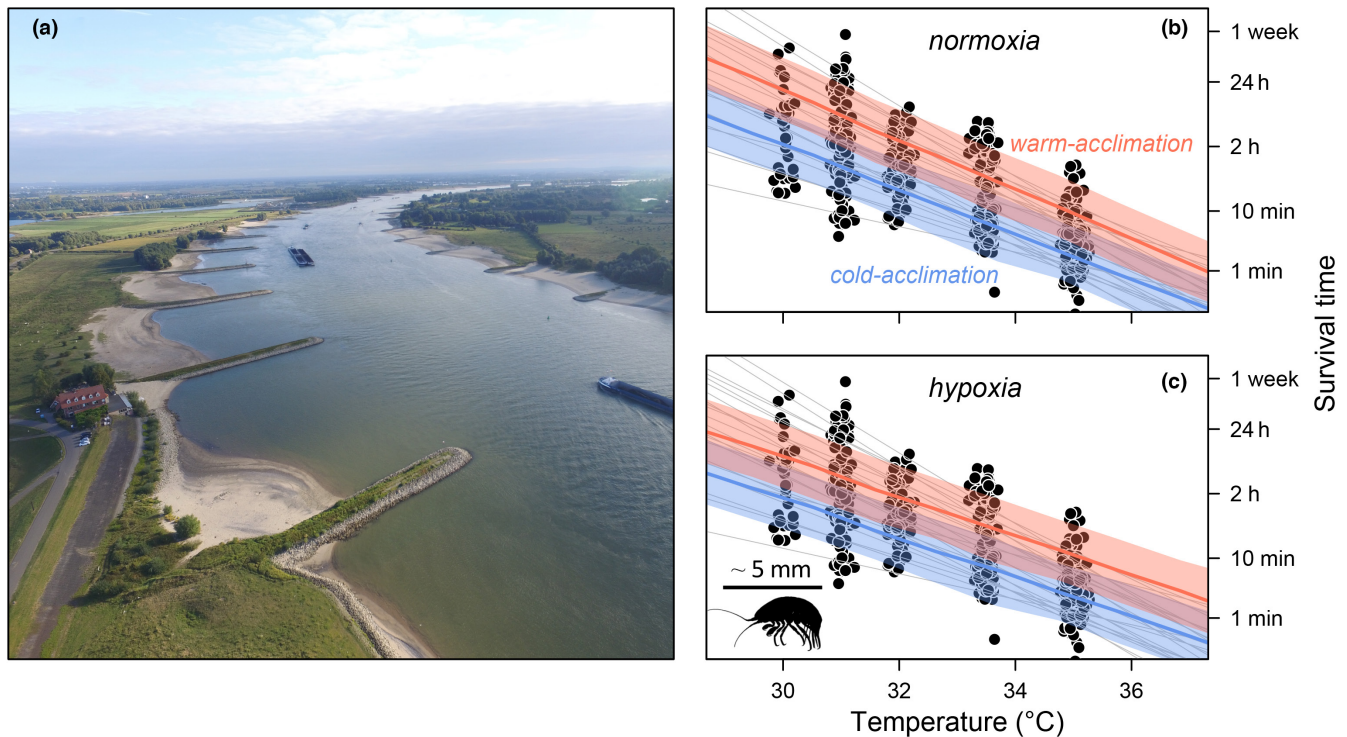 (a)
(b)
normoxia
warm-acclimation
cold-acclimation
1 week
24 h
2 h
10 min
1 min
(c)
hypoxia
~ 5 mm
1 week
24 h
2 h
10 min
1 min
30 32 34 36
Temperature (°C)
Survival time